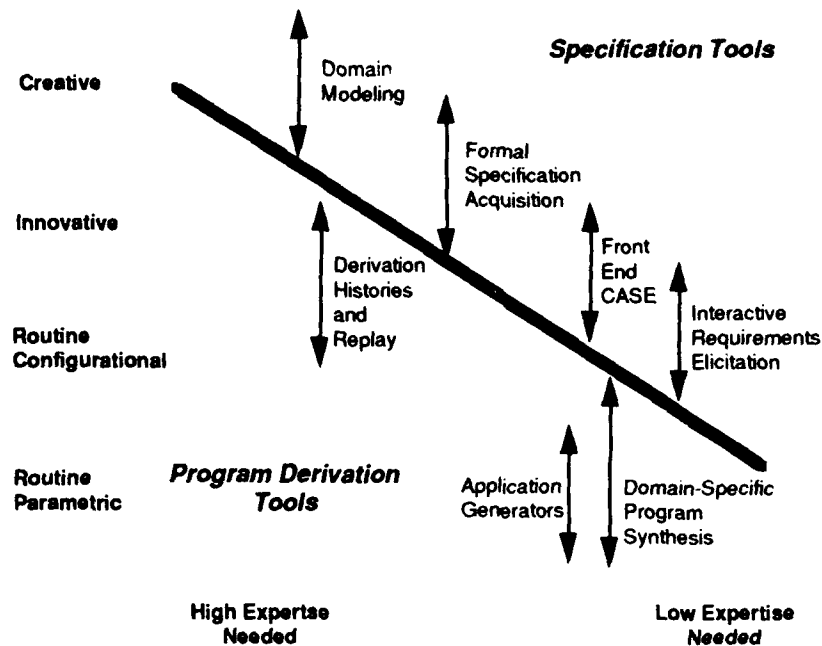 Specification Tools
Creative
Domain
Modeling
Formal
Specification
Acquisition
Innovative
Derivation
Histories
and
Replay
Front
End
CASE
Interactive
Requirements
Elicitation
Routine
Configurational
Routine
Parametric
Program Derivation
Tools
Application
Generators
Domain-Specific
Program
Synthesis
High Expertse
Needed
Low Expertise
Needed